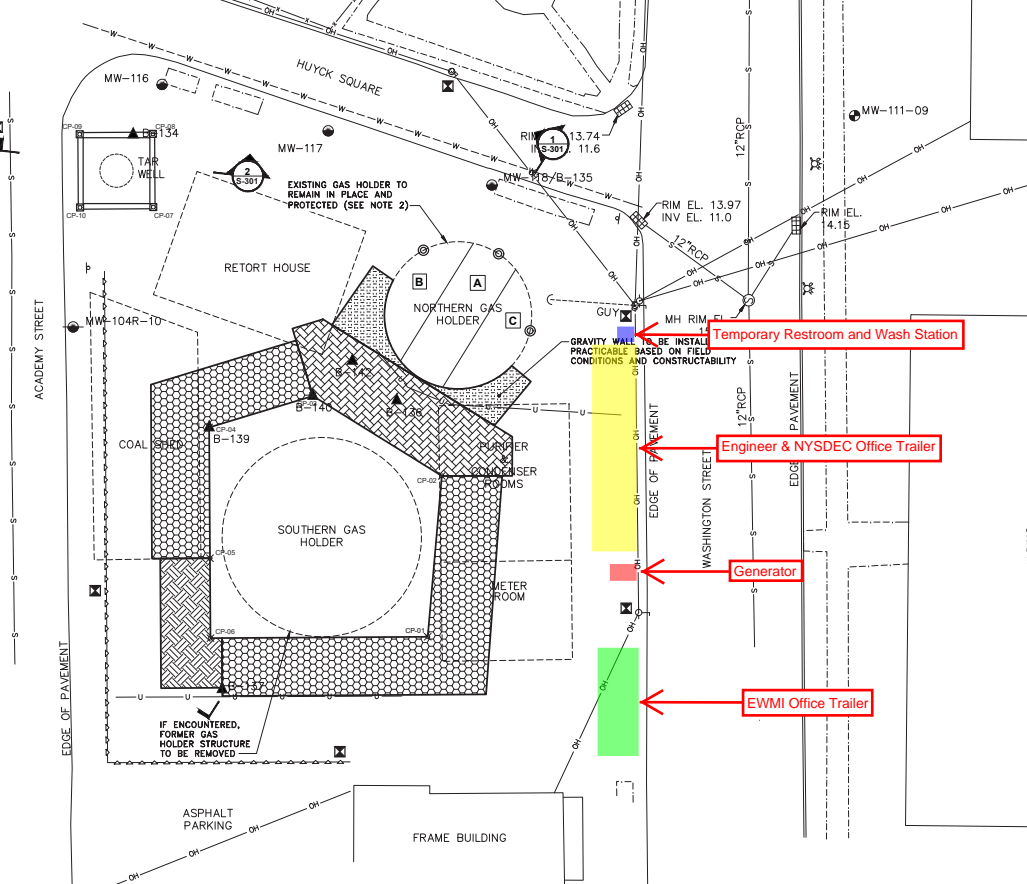 HUYCK SQUARE
MW-116
CP-09
CP-08
B-134
TAR
WELL
CP-10
CP-07
MW-117
2
S-301
1
S-301
13.74
11.6
12"RCP
MW-111-09
EXISTING GAS HOLDER TO
REMAIN IN PLACE AND
PROTECTED (SEE NOTE 2)
MW-118/B-135
RIM EL. 13.97
INV EL. 11.0
RIM EL.
14.15
12"RCP
RETORT HOUSE
B
A
C
NORTHERN GAS
HOLDER
GUY
MH RIM EL.
Temporary Restroom and Wash Station
GRAVITY WALL TO BE INSTALLED
PRACTICABLE BASED ON FIELD
CONDITIONS AND CONSTRUCTABILITY
MW-104R-10
ACADEMY STREET
B-142
B-140
CP-03
B-136
CP-04
B-139
COAL SHED
PURIFIER
&
CONDENSER
ROOMS
CP-02
12"RCP
EDGE OF PAVEMENT
Engineer & NYSDEC Office Trailer
EDGE OF PAVEMENT
WASHINGTON STREET
SOUTHERN GAS
HOLDER
CP-05
METER
ROOM
Generator
CP-06
CP-01
EDGE OF PAVEMENT
B-137
EWMI Office Trailer
IF ENCOUNTERED,
FORMER GAS
HOLDER STRUCTURE
TO BE REMOVED
ASPHALT
PARKING
FRAME BUILDING